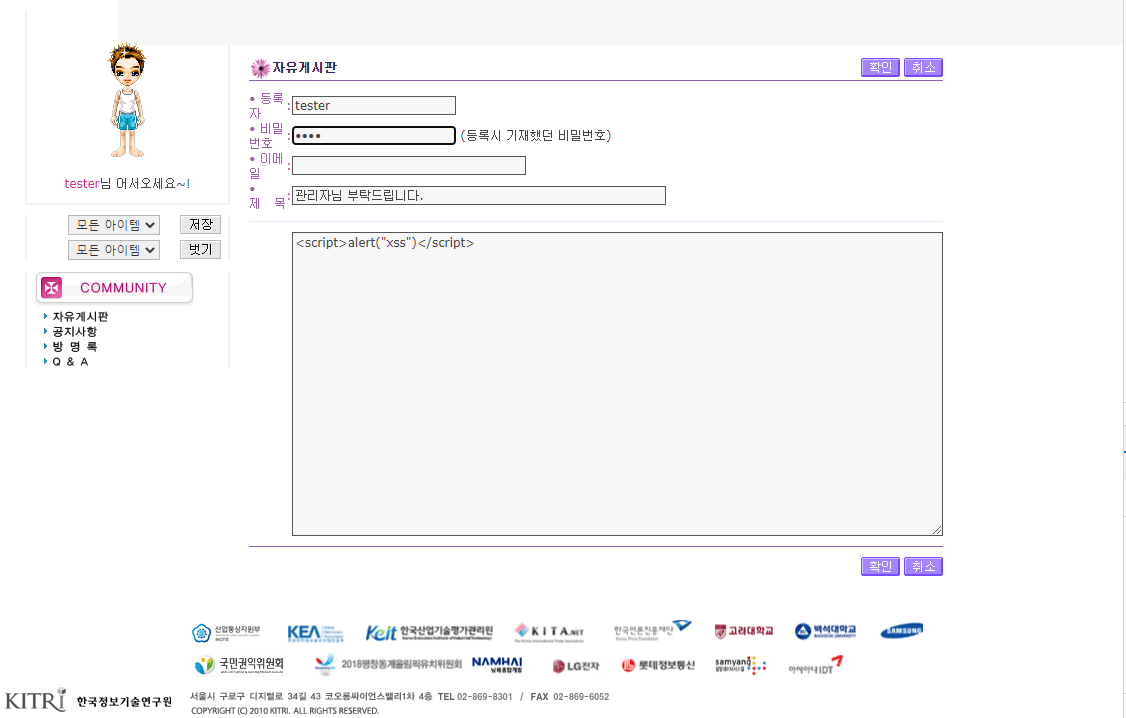 자유게시판
확인 취소
• 등록자 : tester
• 비밀번호 : •••• (등록시 기재했던 비밀번호)
• 이메일 :
• 제 목 : 관리자님 부탁드립니다.
<script>alert("xss")</script>
확인 취소
tester님 어서오세요~!
모든 아이템 저장
모든 아이템 벗기
COMMUNITY
자유게시판
공지사항
방 명 록
Q & A
산업통상자원부 MOTIE
KEA
Keit 한국산업기술평가관리원
KITA.NET
한국언론진흥재단
Korea Press Foundation
고려대학교
백석대학교
SAMSUNG
국민권익위원회
2018평창동계올림픽유치위원회
NAMHAI
LG전자
롯데정보통신
samyang
아시아나IDT
KITRI 한국정보기술연구원
서울시 구로구 디지털로 34길 43 코오롱싸이언스밸리1차 4층 TEL 02-869-8301 / FAX 02-869-6052
COPYRIGHT (C) 2010 KITRI. ALL RIGHTS RESERVED.